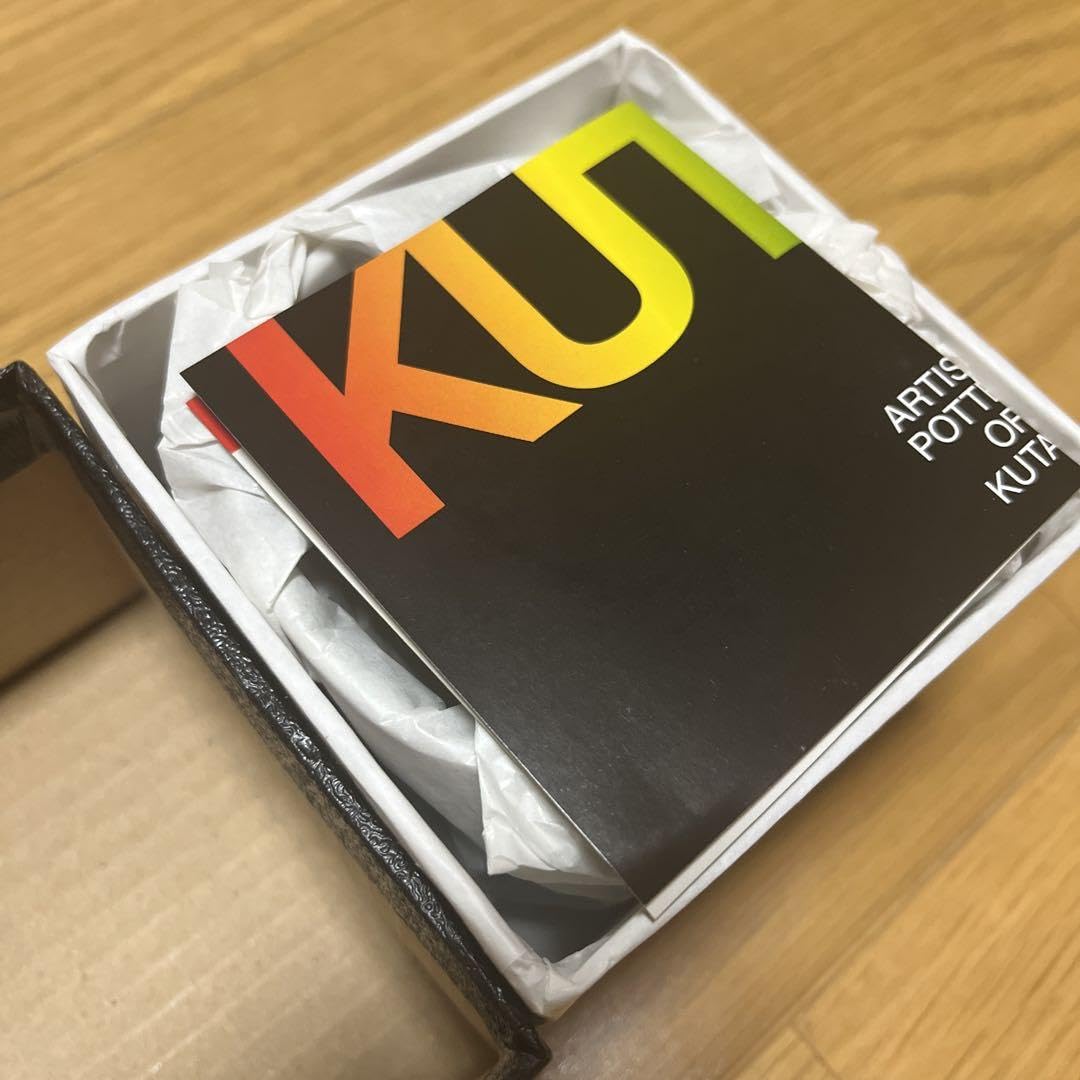 KU
ARTIS
POTT
OF
KUTA